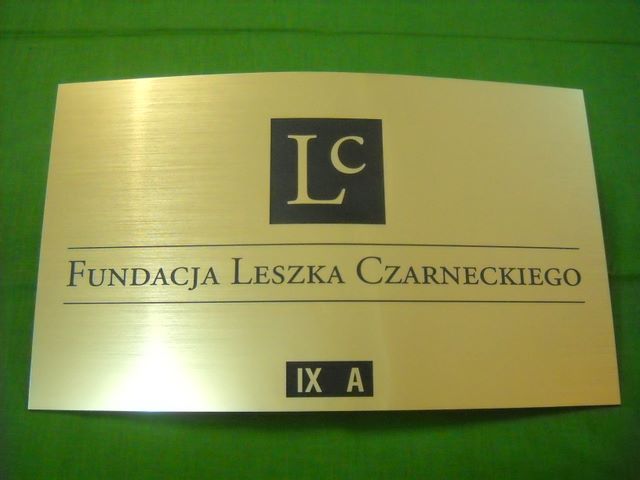 LC
FUNDACJA LESZKA CZARNECKIEGO
IX A